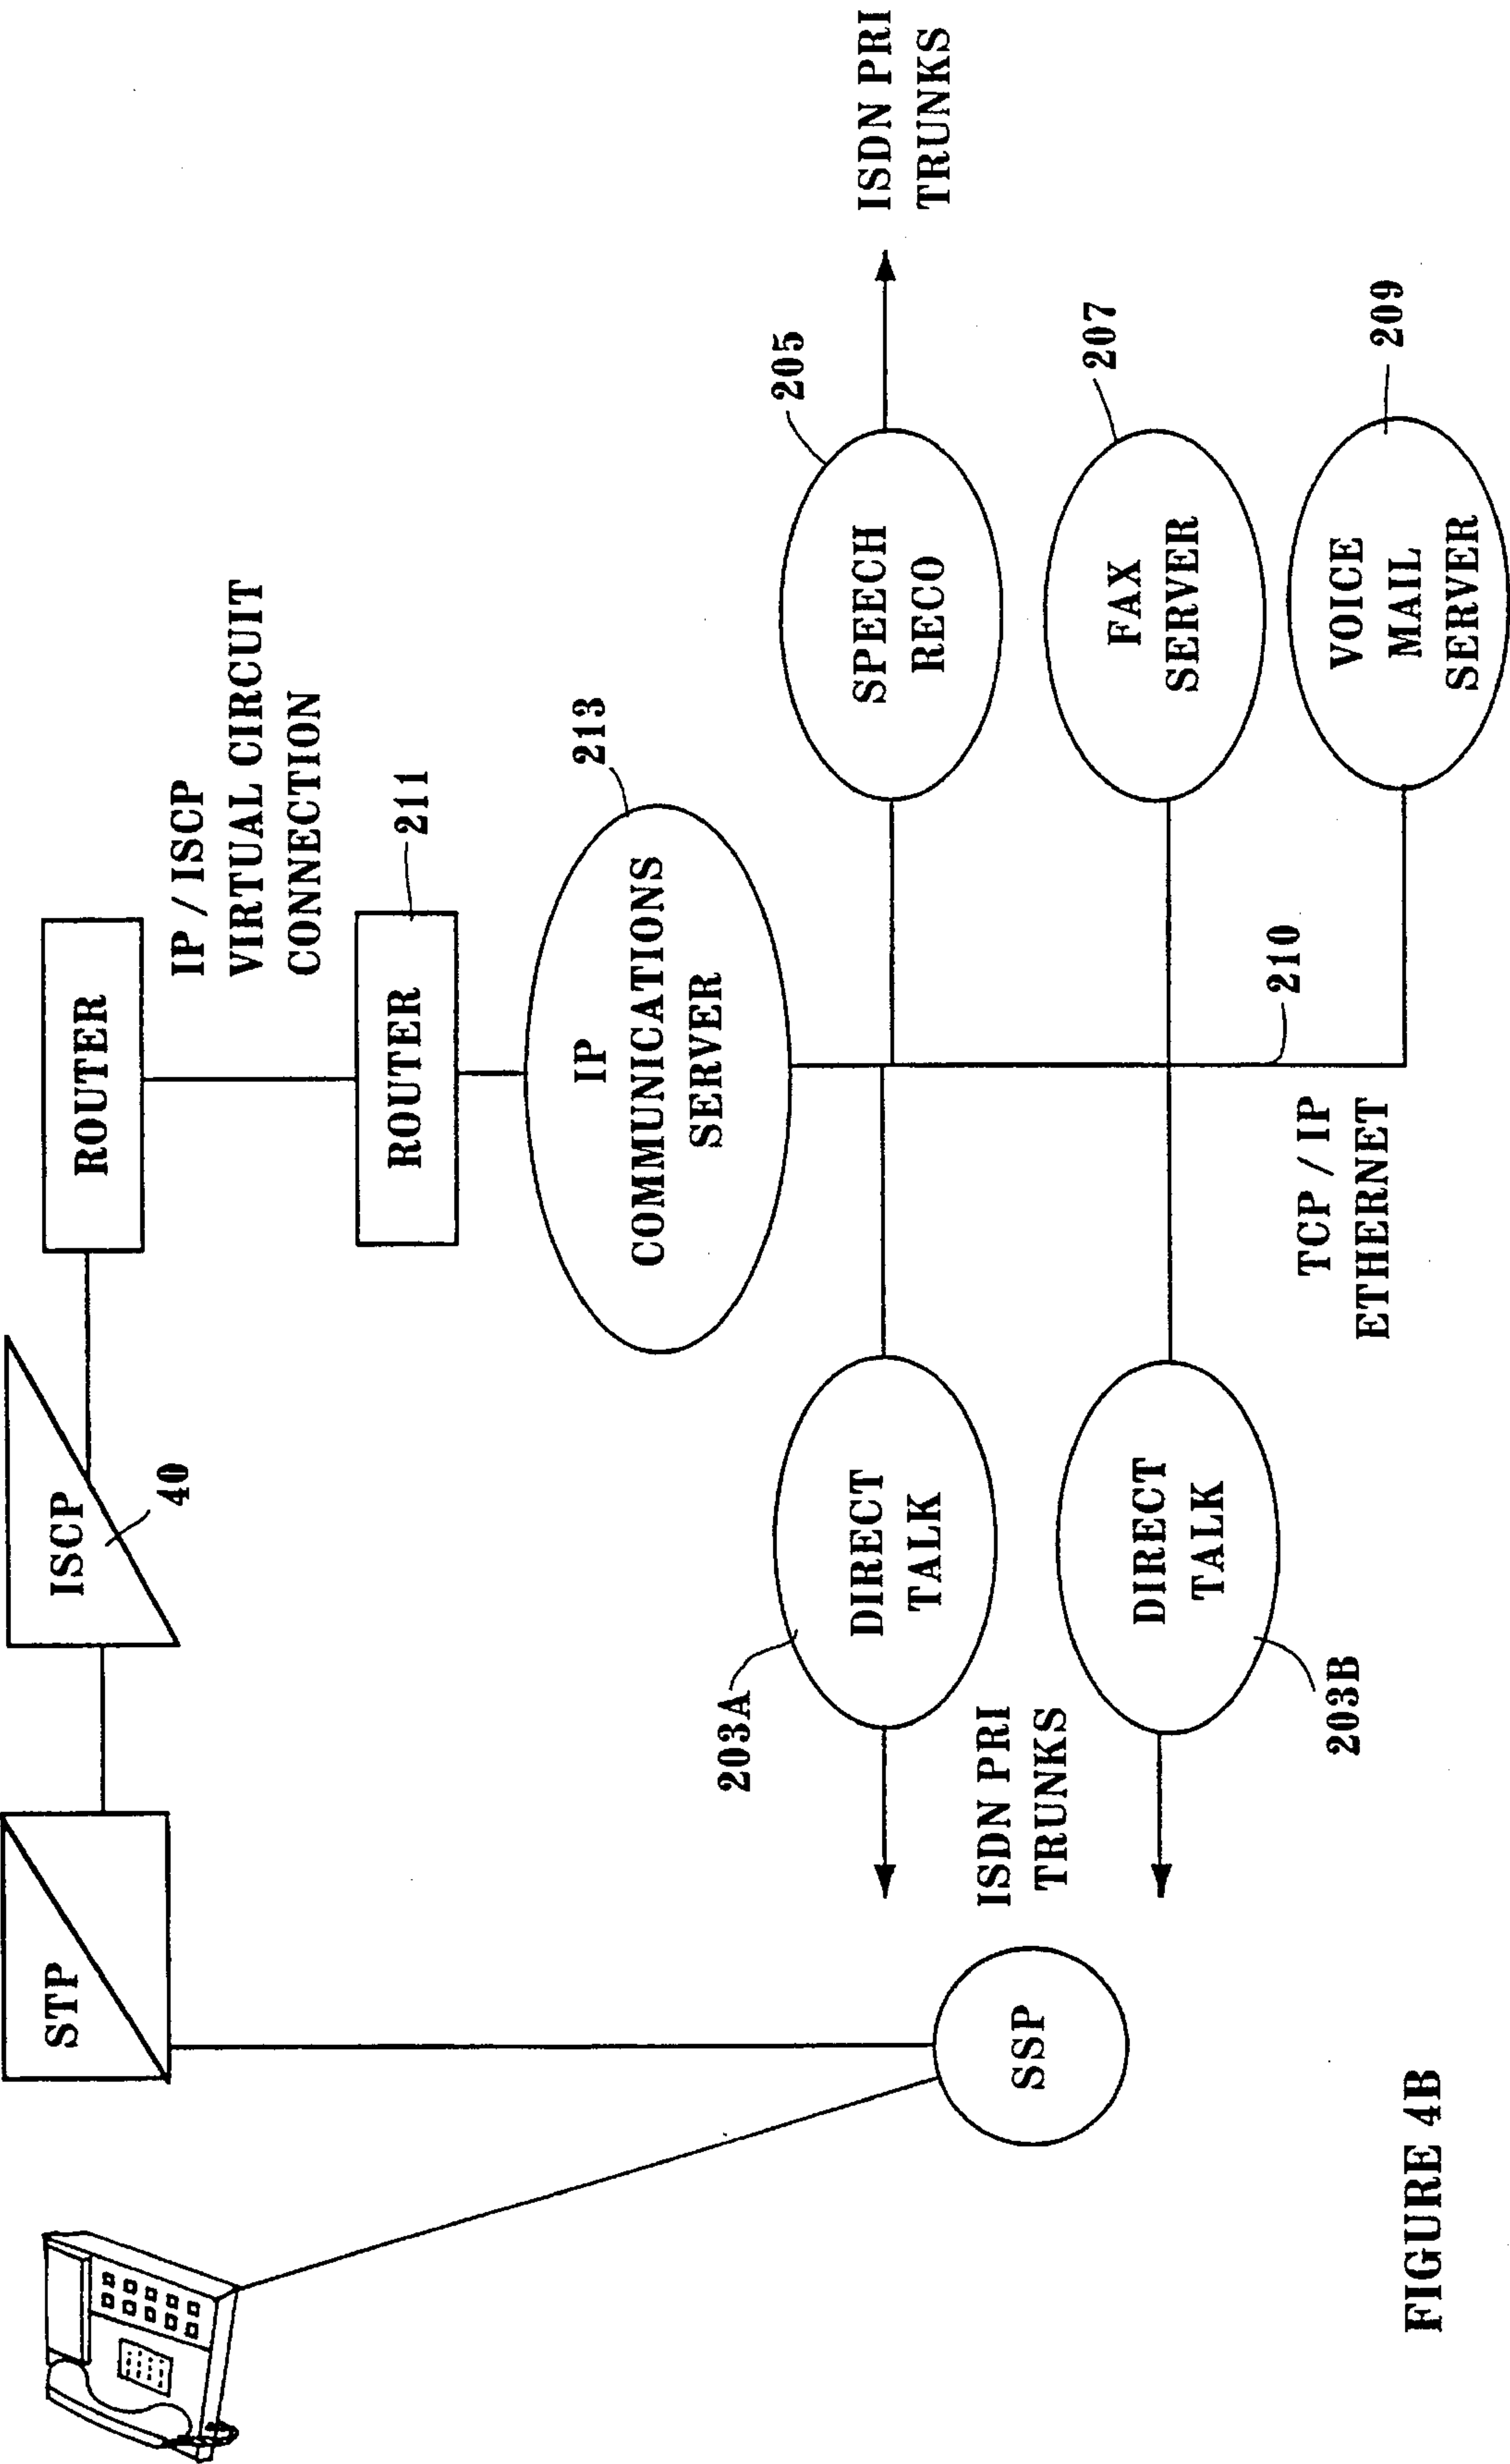 STP
ISCP
40
ROUTER
IP / ISCP
VIRTUAL CIRCUIT
CONNECTION
ROUTER
211
IP
COMMUNICATIONS
SERVER
213
203A
DIRECT
TALK
SPEECH
RECO
205
ISDN PRI
TRUNKS
ISDN PRI
TRUNKS
SSP
DIRECT
TALK
203B
FAX
SERVER
207
210
TCP / IP
ETHERNET
VOICE
MAIL
SERVER
209
FIGURE 4B